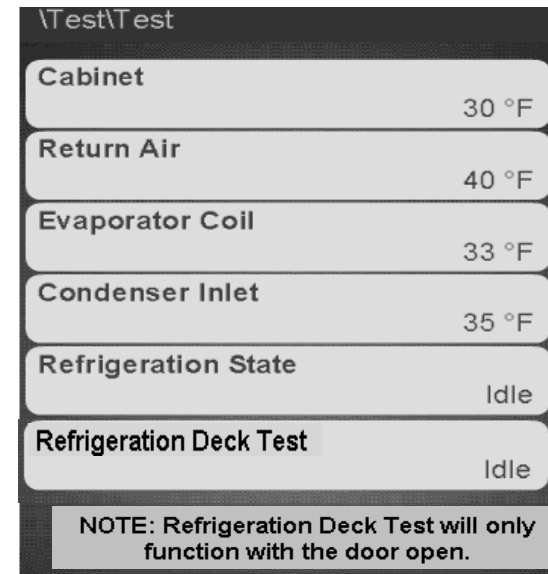 \Test\Test
Cabinet
30 °F
Return Air
40 °F
Evaporator Coil
33 °F
Condenser Inlet
35 °F
Refrigeration State
Idle
Refrigeration Deck Test
Idle
NOTE: Refrigeration Deck Test will only
function with the door open.